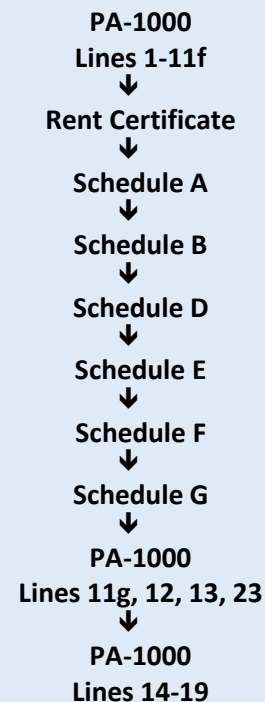 PA-1000
Lines 1-11f
↓
Rent Certificate
↓
Schedule A
↓
Schedule B
↓
Schedule D
↓
Schedule E
↓
Schedule F
↓
Schedule G
↓
PA-1000
Lines 11g, 12, 13, 23
↓
PA-1000
Lines 14-19